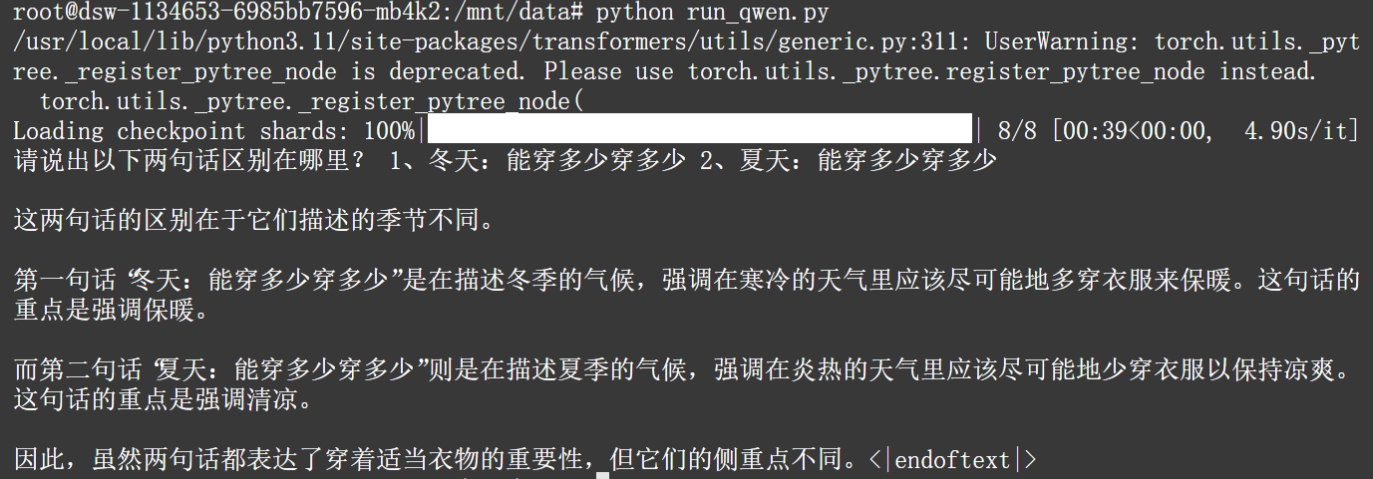 root@dsw-1134653-6985bb7596-mb4k2:/mnt/data# python run_qwen.py
/usr/local/lib/python3.11/site-packages/transformers/utils/generic.py:311: UserWarning: torch.utils._pyt
ree._register_pytree_node is deprecated. Please use torch.utils._pytree.register_pytree_node instead.
  torch.utils._pytree._register_pytree_node(
Loading checkpoint shards: 100%|| 8/8 [00:39<00:00,  4.90s/it]
请说出以下两句话区别在哪里？ 1、冬天：能穿多少穿多少 2、夏天：能穿多少穿多少
这两句话的区别在于它们描述的季节不同。
第一句话“冬天：能穿多少穿多少”是在描述冬季的气候，强调在寒冷的天气里应该尽可能地多穿衣服来保暖。这句话的
重点是强调保暖。
而第二句话“夏天：能穿多少穿多少”则是在描述夏季的气候，强调在炎热的天气里应该尽可能地少穿衣服以保持凉爽。
这句话的重点是强调清凉。
因此，虽然两句话都表达了穿着适当衣物的重要性，但它们的侧重点不同。<|endoftext|>